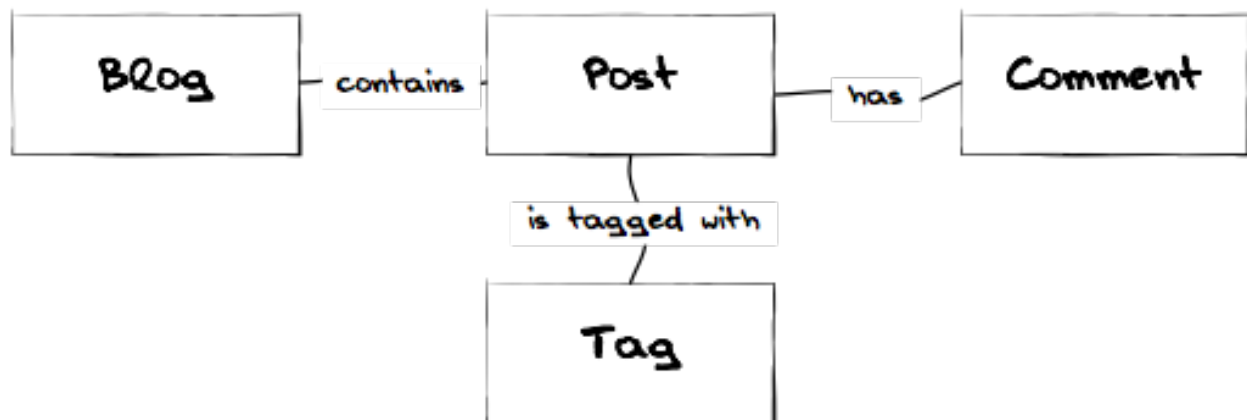 Blog
contains
Post
has
Comment
is tagged with
Tag